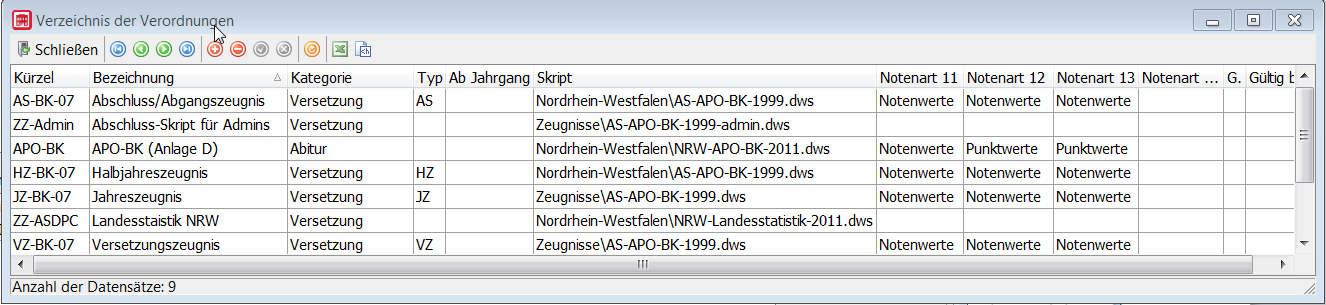 Verzeichnis der Verordnungen
Schließen
Kürzel Bezeichnung Kategorie Typ Ab Jahrgang Skript Notenart 11 Notenart 12 Notenart 13 Notenart ... G. Gültig b
AS-BK-07 Abschluss/Abgangszeugnis Versetzung AS Nordrhein-Westfalen\AS-APO-BK-1999.dws Notenwerte Notenwerte Notenwerte
ZZ-Admin Abschluss-Skript für Admins Versetzung Zeugnisse\AS-APO-BK-1999-admin.dws
APO-BK APO-BK (Anlage D) Abitur Nordrhein-Westfalen\NRW-APO-BK-2011.dws Notenwerte Punktwerte Punktwerte
HZ-BK-07 Halbjahreszeugnis Versetzung HZ Nordrhein-Westfalen\AS-APO-BK-1999.dws Notenwerte Notenwerte Notenwerte
JZ-BK-07 Jahreszeugnis Versetzung JZ Zeugnisse\AS-APO-BK-1999.dws Notenwerte Notenwerte Notenwerte
ZZ-ASDPC Landesstaistik NRW Versetzung Nordrhein-Westfalen\NRW-Landesstatistik-2011.dws
VZ-BK-07 Versetzungszeugnis Versetzung VZ Zeugnisse\AS-APO-BK-1999.dws Notenwerte Notenwerte Notenwerte
Anzahl der Datensätze: 9